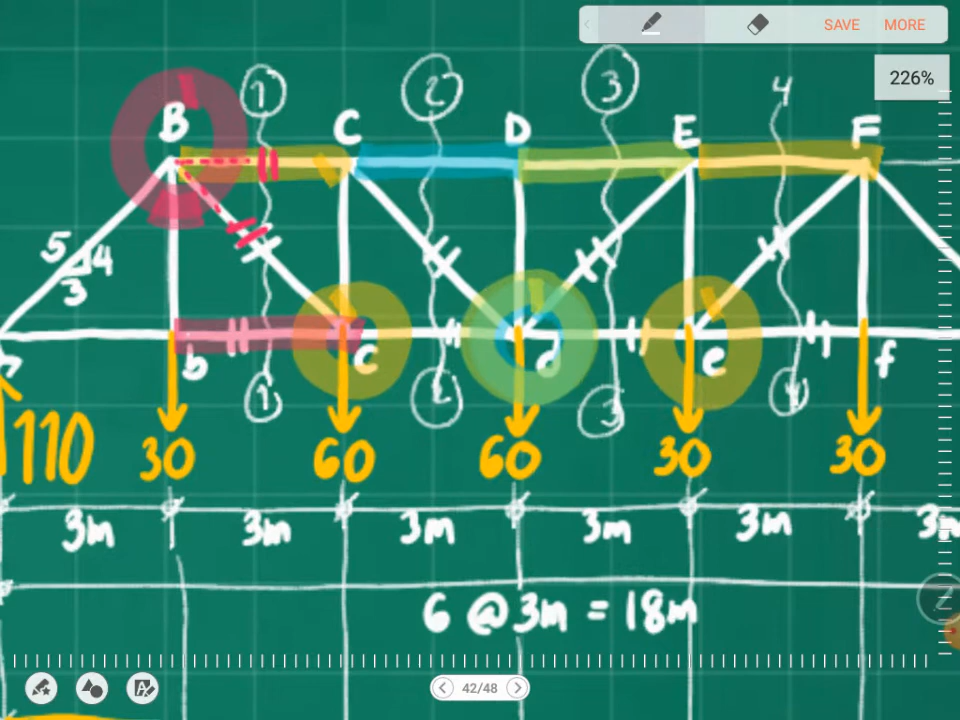 SAVE MORE
226%
1 2 3 4
B C D E F
5 4
3
b c d e f
1 2 3 4
110 30 60 60 30 30
3m 3m 3m 3m 3m 3m
6 @3m = 18m
42/48